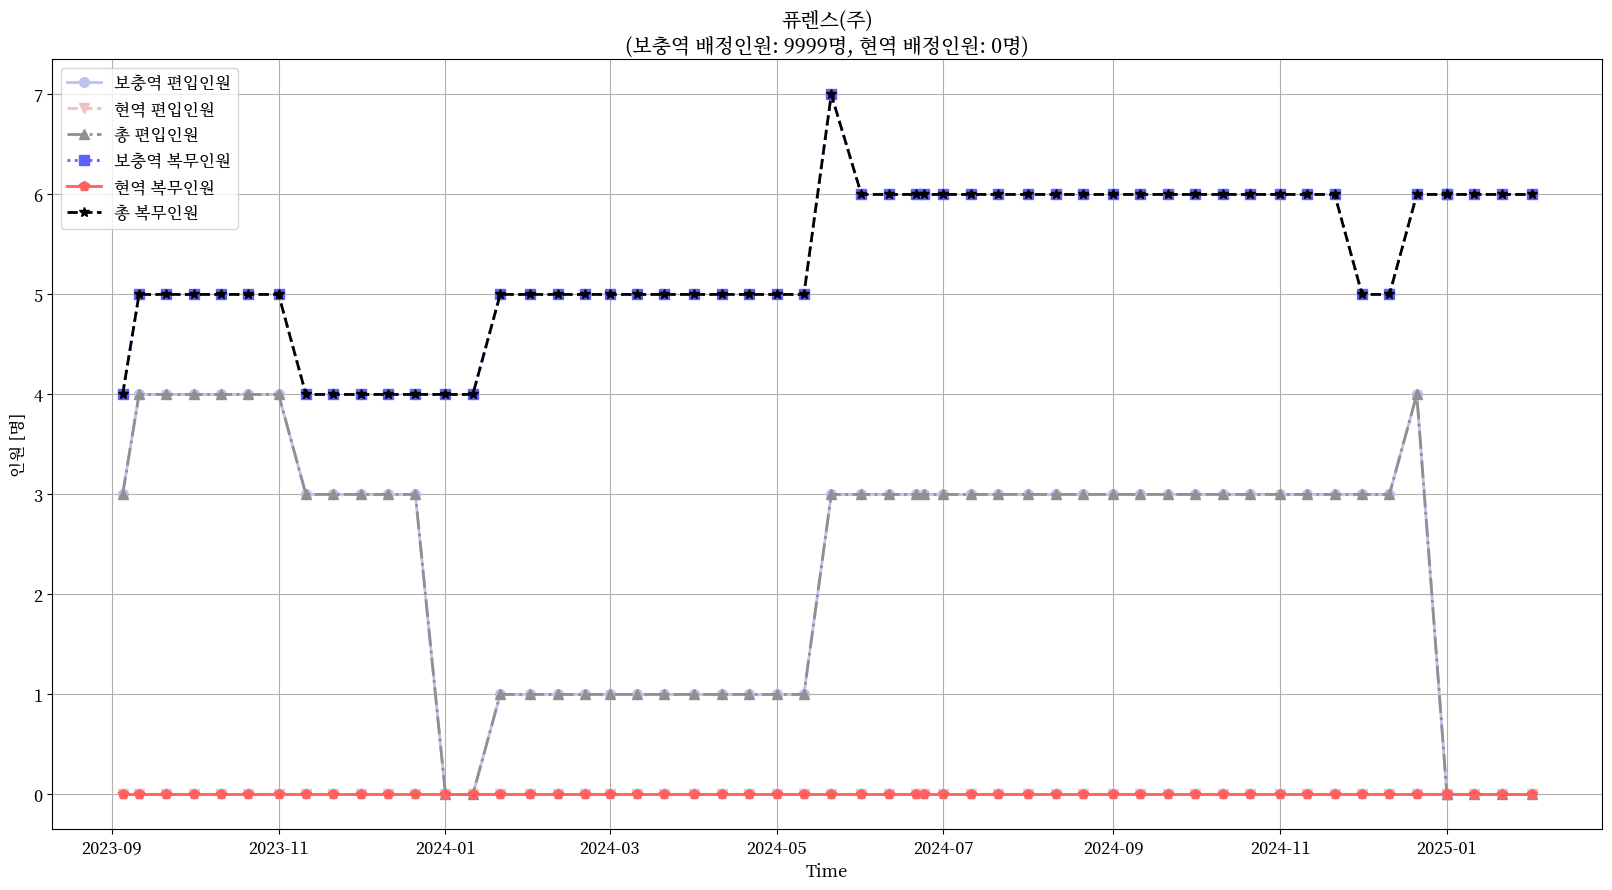 퓨렌스(주)
(보충역 배정인원: 9999명, 현역 배정인원: 0명)
보충역 편입인원
현역 편입인원
총 편입인원
보충역 복무인원
현역 복무인원
총 복무인원
인원 [명]
7
6
5
4
3
2
1
0
2023-09 2023-11 2024-01 2024-03 2024-05 2024-07 2024-09 2024-11 2025-01
Time